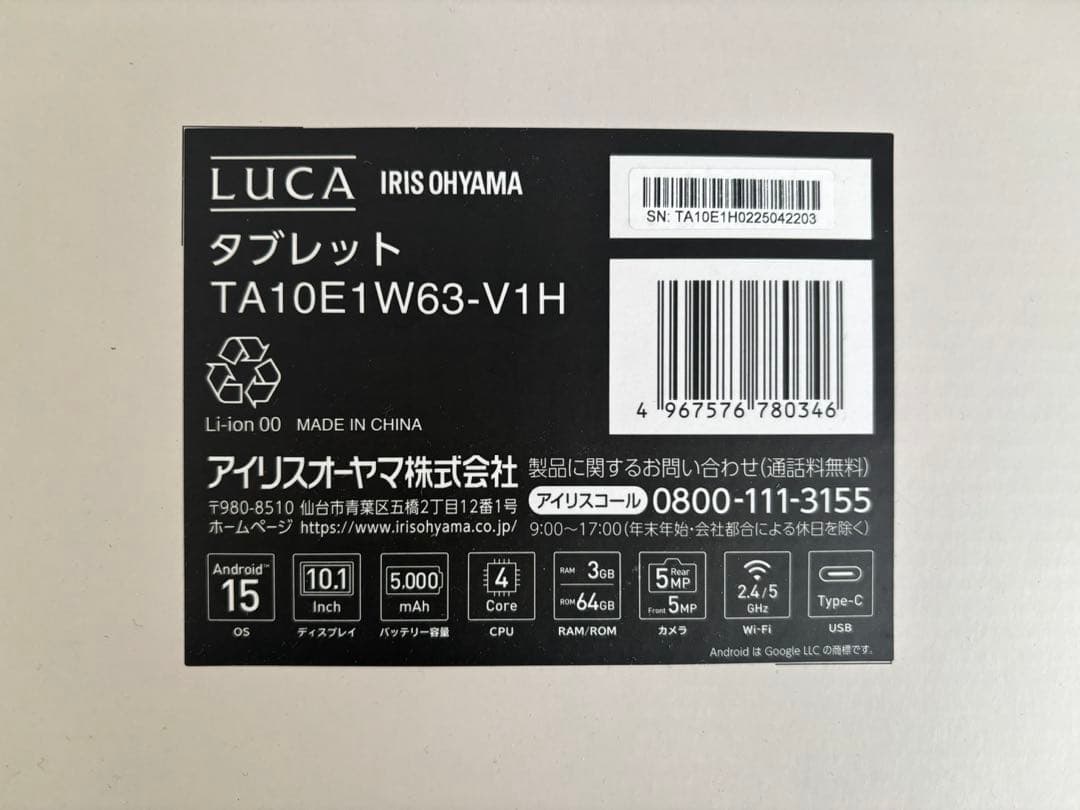 LUCA IRIS OHYAMA
タブレット
TA10E1W63-V1H
SN: TA10E1H0225042203
4 967576 780346
Li-ion 00 MADE IN CHINA
アイリスオーヤマ株式会社
〒980-8510 仙台市青葉区五橋2丁目12番1号
ホームページ https://www.irisohyama.co.jp/
製品に関するお問い合わせ(通話料無料)
アイリスコール 0800-111-3155
9:00～17:00(年末年始・会社都合による休日を除く)
Android™
15
OS
10.1
Inch
ディスプレイ
5,000
mAh
バッテリー容量
4
Core
CPU
RAM 3GB
ROM 64GB
RAM/ROM
5 Rear
MP
Front 5MP
カメラ
2.4/5
GHz
Wi-Fi
Type-C
USB
Android は Google LLC の商標です。